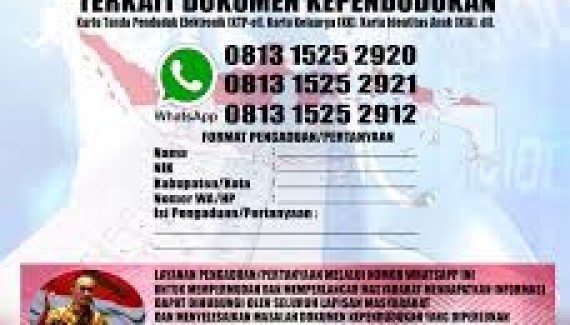 TERKAIT DOKUMEN KEPENDUDUKAN
Kartu Tanda Penduduk Elektronik (KTP-el), Kartu Keluarga (KK), Kartu Identitas Anak (KIA), dll.
0813 1525 2920
0813 1525 2921
WhatsApp 0813 1525 2912
FORMAT PENGADUAN/PERTANYAAN
Nama :
NIK :
Kabupaten/Kota :
Nomor WA/HP :
Isi Pengaduan/Pertanyaan :
LAYANAN PENGADUAN/PERTANYAAN MELALUI NOMOR WHATSAPP INI
UNTUK MEMPERMUDAH DAN MEMPERLANCAR MASYARAKAT MENDAPATKAN INFORMASI
DAPAT DIHUBUNGI OLEH SELURUH LAPISAN MASYARAKAT
DAN MENYELESAIKAN MASALAH DOKUMEN KEPENDUDUKAN YANG DIPERLUKAN